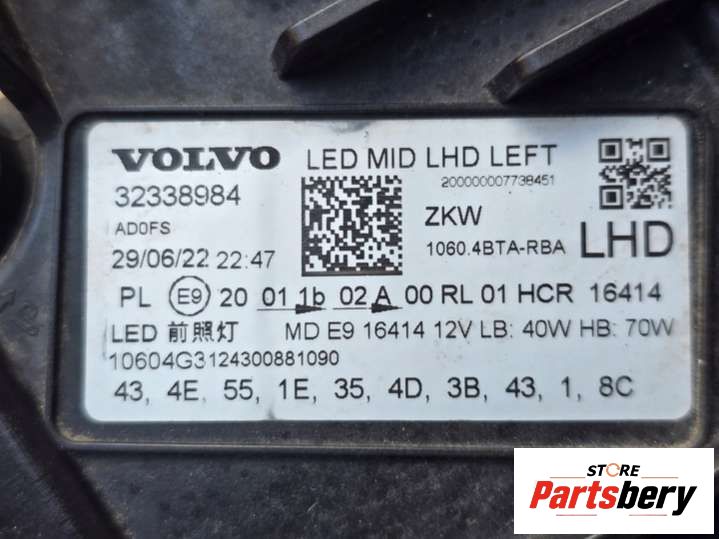 VOLVO LED MID LHD LEFT
32338984 200000007738451
AD0FS ZKW
29/06/22 22:47 1060.4BTA-RBA LHD
PL E9 20 01 1b 02 A 00 RL 01 HCR 16414
LED 前照灯 MD E9 16414 12V LB: 40W HB: 70W
10604G3124300881090
43, 4E, 55, 1E, 35, 4D, 3B, 43, 1, 8C
STORE
Partsbery